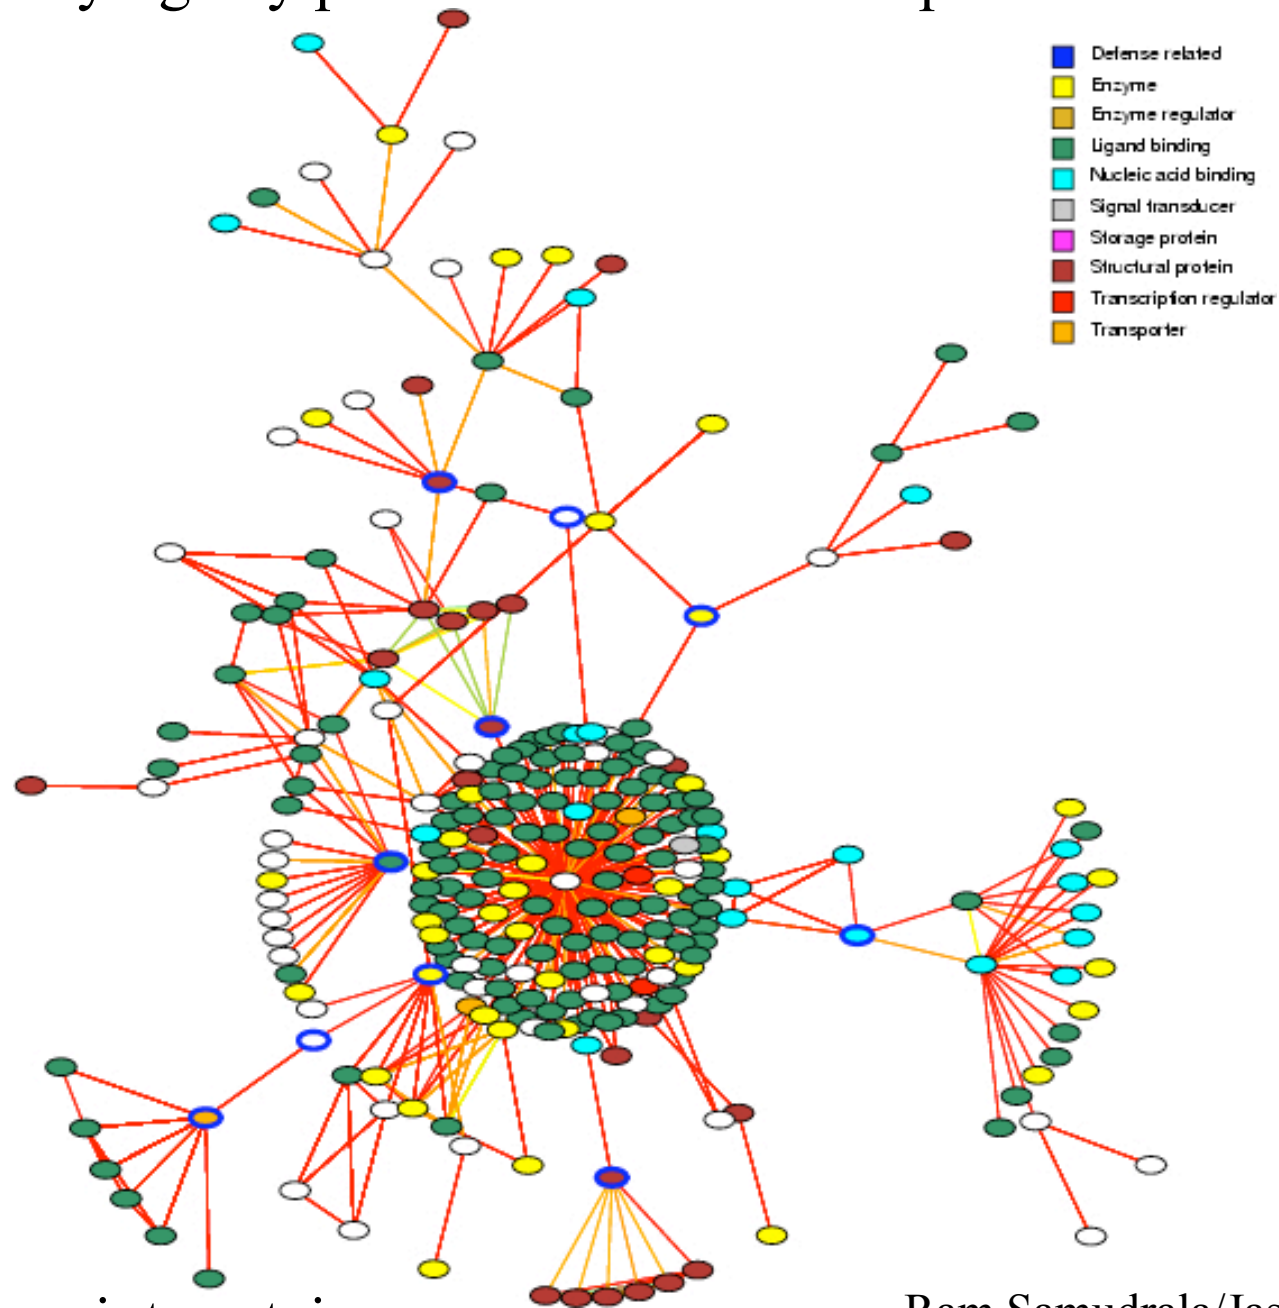 Defense related
Enzyme
Enzyme regulator
Ligand binding
Nucleic acid binding
Signal transducer
Storage protein
Structural protein
Transcription regulator
Transporter